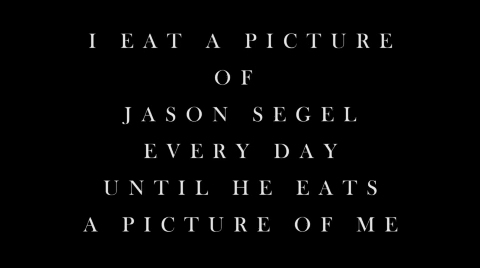 I EAT A PICTURE
OF
JASON SEGEL
EVERY DAY
UNTIL HE EATS
A PICTURE OF ME